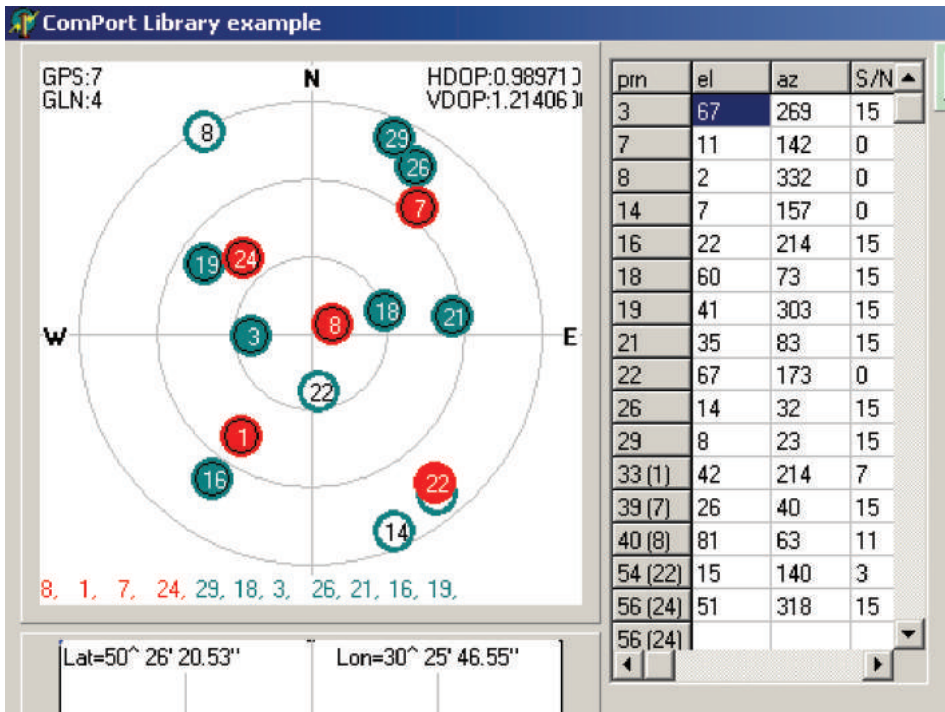 ComPort Library example
GPS:7
GLN:4
N
HDOP:0.98971
VDOP:1.21406
8
29
26
7
19
24
18
21
3
8
W
E
22
1
16
22
14
8, 1, 7, 24, 29, 18, 3, 26, 21, 16, 19,
Lat=50^ 26' 20.53" Lon=30^ 25' 46.55"
prn el az S/N
3 67 269 15
7 11 142 0
8 2 332 0
14 7 157 0
16 22 214 15
18 60 73 15
19 41 303 15
21 35 83 15
22 67 173 0
26 14 32 15
29 8 23 15
33 (1) 42 214 7
39 (7) 26 40 15
40 (8) 81 63 11
54 (22) 15 140 3
56 (24) 51 318 15
56 (24)